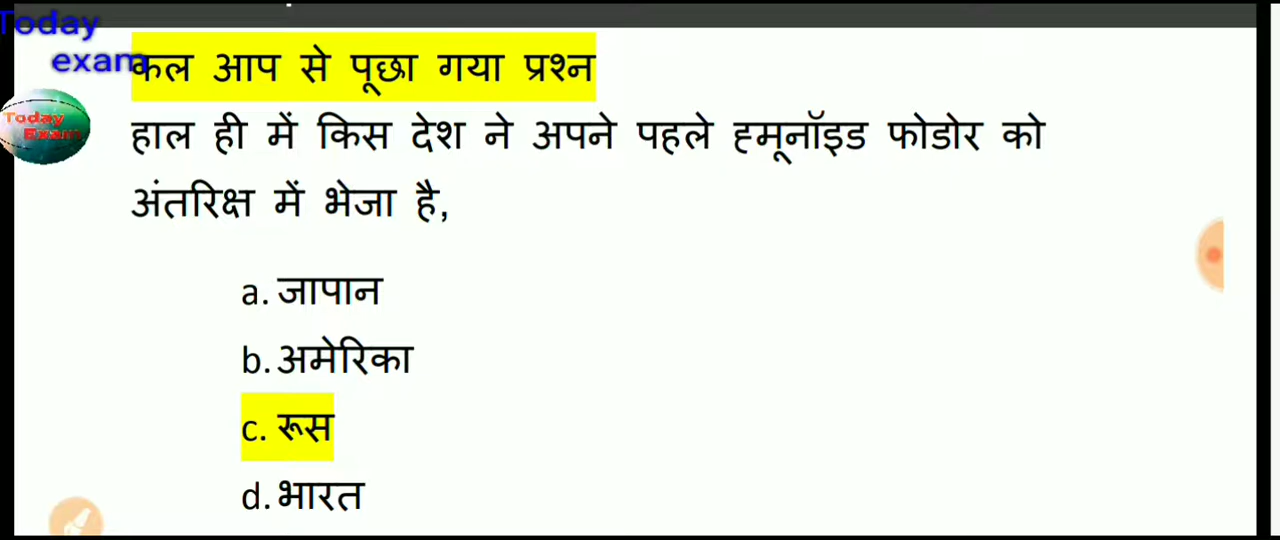 Today
exam
कल आप से पूछा गया प्रश्न
Today
Exam
हाल ही में किस देश ने अपने पहले ह्मूनॉइड फोडोर को
अंतरिक्ष में भेजा है,
a. जापान
b. अमेरिका
c. रूस
d. भारत